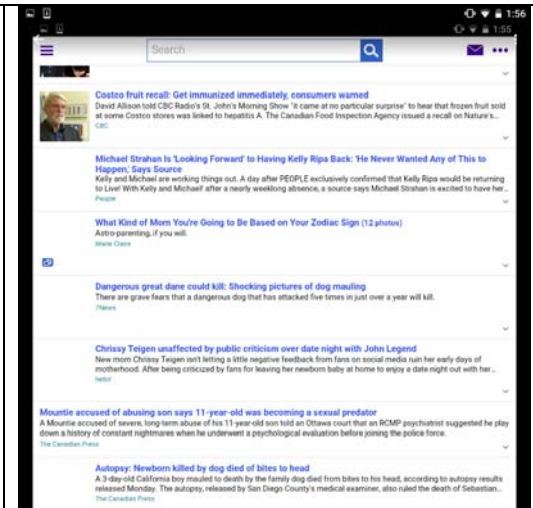 1:56
1:55
Search
Costco fruit recall: Get immunized immediately, consumers warned
David Allison told CBC Radio's St. John's Morning Show "it came at no particular surprise" to hear that frozen fruit sold
at some Costco stores was linked to hepatitis A. The Canadian Food Inspection Agency issued a recall on Nature's...
CBC
Michael Strahan Is 'Looking Forward' to Having Kelly Ripa Back: 'He Never Wanted Any of This to
Happen,' Says Source
Kelly and Michael are working things out. A day after PEOPLE exclusively confirmed that Kelly Ripa would be returning
to Live! With Kelly and Michael! after a nearly weeklong absence, a source says Michael Strahan is excited to have her...
People
What Kind of Mom You're Going to Be Based on Your Zodiac Sign (12 photos)
Astro-parenting, if you will.
Marie Claire
Dangerous great dane could kill: Shocking pictures of dog mauling
There are grave fears that a dangerous dog that has attacked five times in just over a year will kill.
7News
Chrissy Teigen unaffected by public criticism over date night with John Legend
New mom Chrissy Teigen isn't letting a little negative feedback from fans on social media ruin her early days of
motherhood. After being criticized by fans for leaving her newborn baby at home to enjoy a date night out with her...
hello!
Mountie accused of abusing son says 11-year-old was becoming a sexual predator
A Mountie accused of severe, long-term abuse of his 11-year-old son told an Ottawa court that an RCMP psychiatrist suggested he play
down a history of constant nightmares when he underwent a psychological evaluation before joining the police force.
The Canadian Press
Autopsy: Newborn killed by dog died of bites to head
A 3-day-old California boy mauled to death by the family dog died from bites to his head, according to autopsy results
released Monday. The autopsy, released by San Diego County's medical examiner, also ruled the death of Sebastian...
The Canadian Press